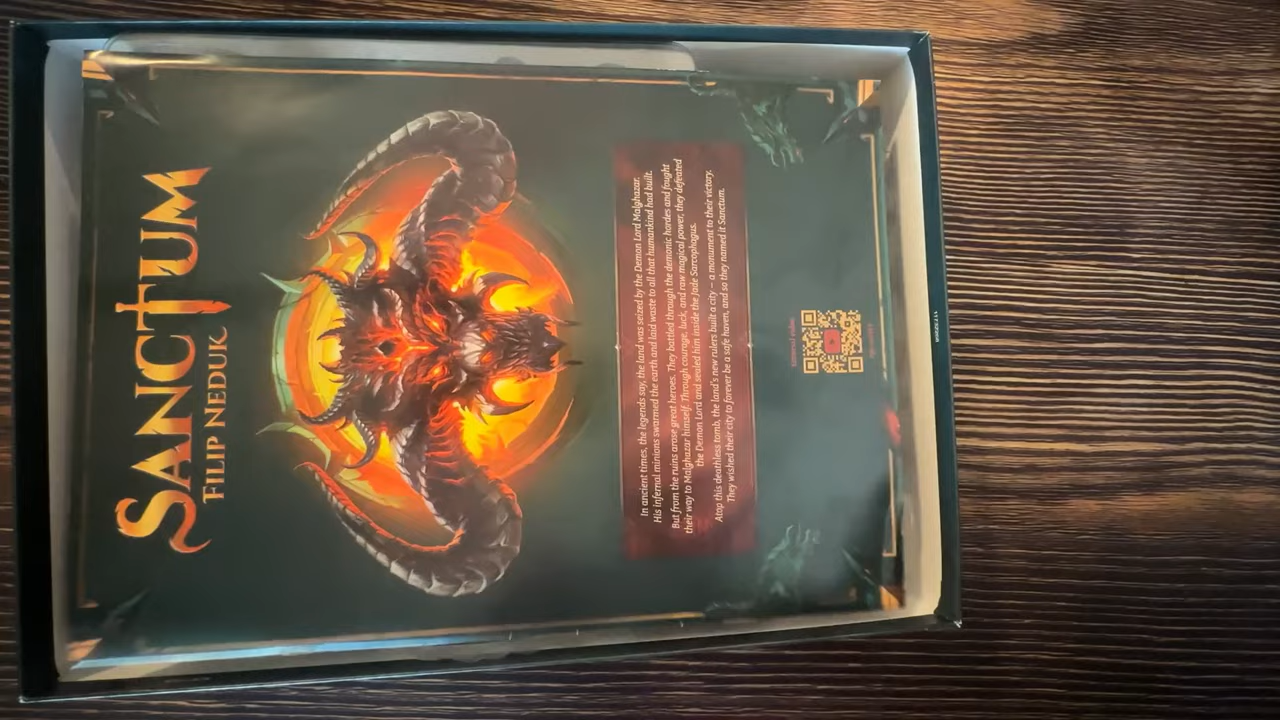 SANCTUM
FILIP NEDUK
In ancient times, the legends say, the land was seized by the Demon Lord Malghazar.
His infernal minions swarmed the earth and laid waste to all that humankind had built.
But from the ruins arose great heroes. They battled through the demonic hordes and fought
their way to Malghazar himself. Through courage, luck, and raw magical power, they defeated
the Demon Lord and sealed him inside the Jade Sarcophagus.
Atop this deathless tomb, the land's new rulers built a city — a monument to their victory.
They wished their city to forever be a safe haven, and so they named it Sanctum.